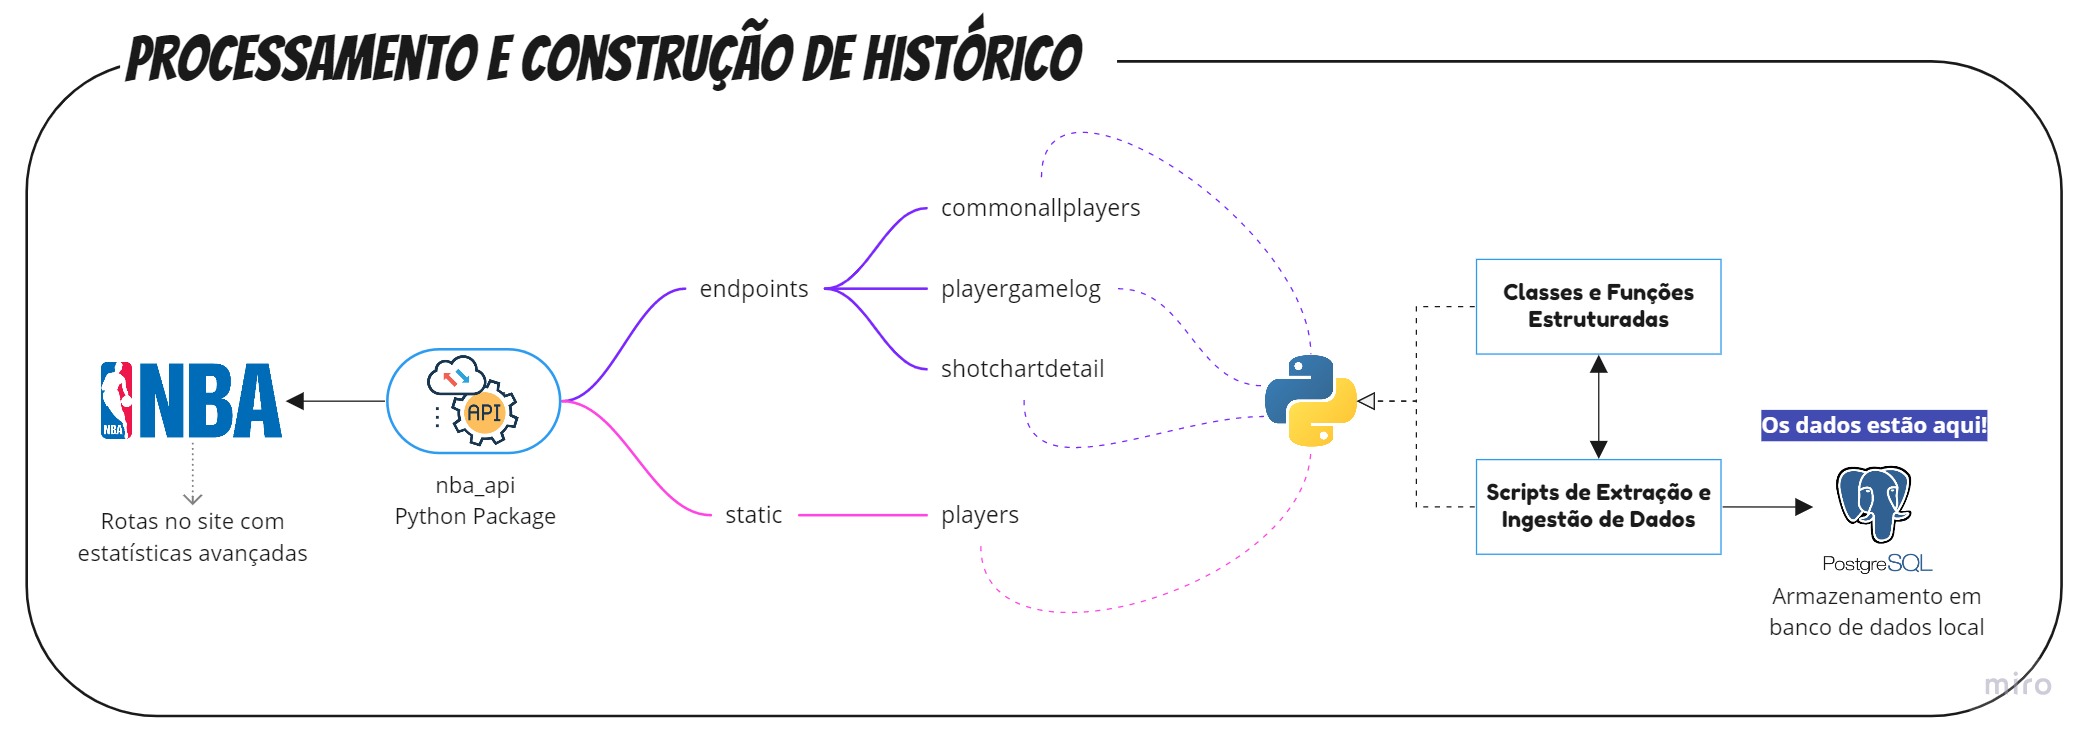 PROCESSAMENTO E CONSTRUÇÃO DE HISTÓRICO
commonallplayers
endpoints
playergamelog
shotchartdetail
NBA
NBA
Rotas no site com
estatísticas avançadas
API
nba_api
Python Package
static
players
Classes e Funções
Estruturadas
Scripts de Extração e
Ingestão de Dados
Os dados estão aqui!
PostgreSQL
Armazenamento em
banco de dados local
miro